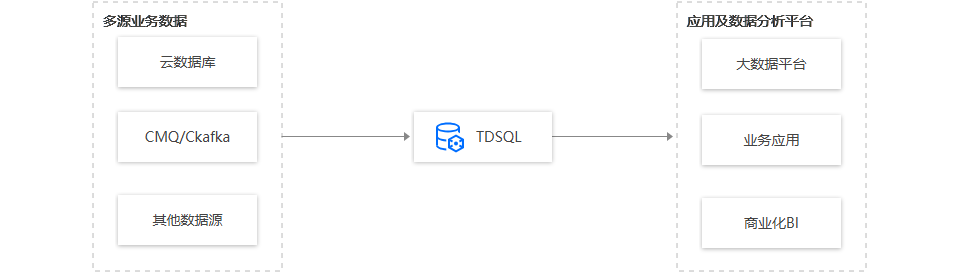 多源业务数据
云数据库
CMQ/Ckafka
其他数据源
TDSQL
应用及数据分析平台
大数据平台
业务应用
商业化BI